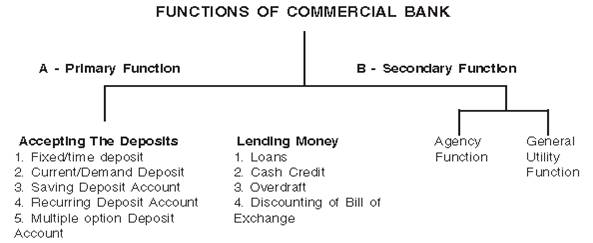 FUNCTIONS OF COMMERCIAL BANK
A - Primary Function
B - Secondary Function
Accepting The Deposits
1. Fixed/time deposit
2. Current/Demand Deposit
3. Saving Deposit Account
4. Recurring Deposit Account
5. Multiple option Deposit
Account
Lending Money
1. Loans
2. Cash Credit
3. Overdraft
4. Discounting of Bill of
Exchange
Agency
Function
General
Utility
Function